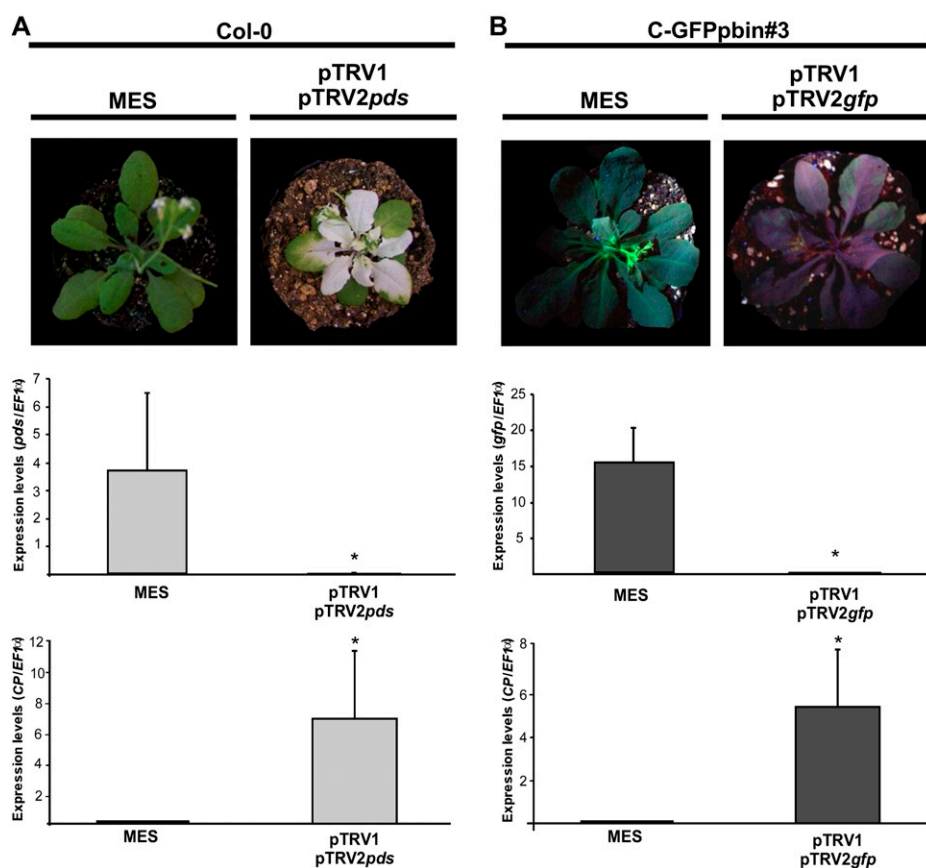 A
Col-0
MES
pTRV1
pTRV2pds
B
C-GFPpbin#3
MES
pTRV1
pTRV2gfp
Expression levels (pds/EF1α)
7
6
5
4
3
2
1
MES
*
pTRV1
pTRV2pds
Expression levels (gfp/EF1α)
25
20
15
10
5
MES
*
pTRV1
pTRV2gfp
Expression levels (CP/EF1α)
12
10
8
6
4
2
MES
*
pTRV1
pTRV2pds
Expression levels (CP/EF1α)
8
6
4
2
MES
*
pTRV1
pTRV2gfp